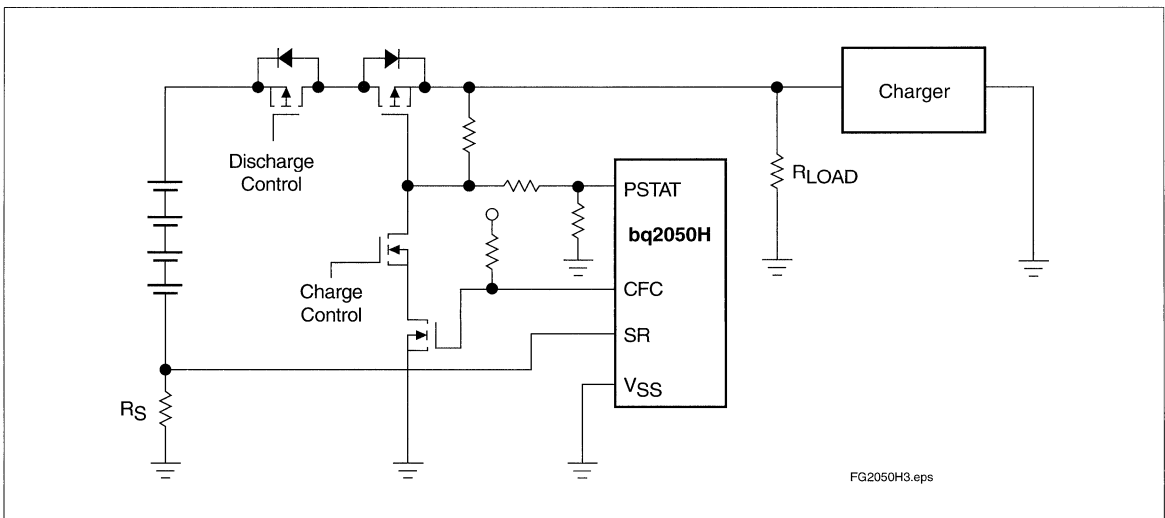 Charger
Discharge
Control
RLOAD
PSTAT
bq2050H
Charge
Control
CFC
SR
VSS
RS
FG2050H3.eps